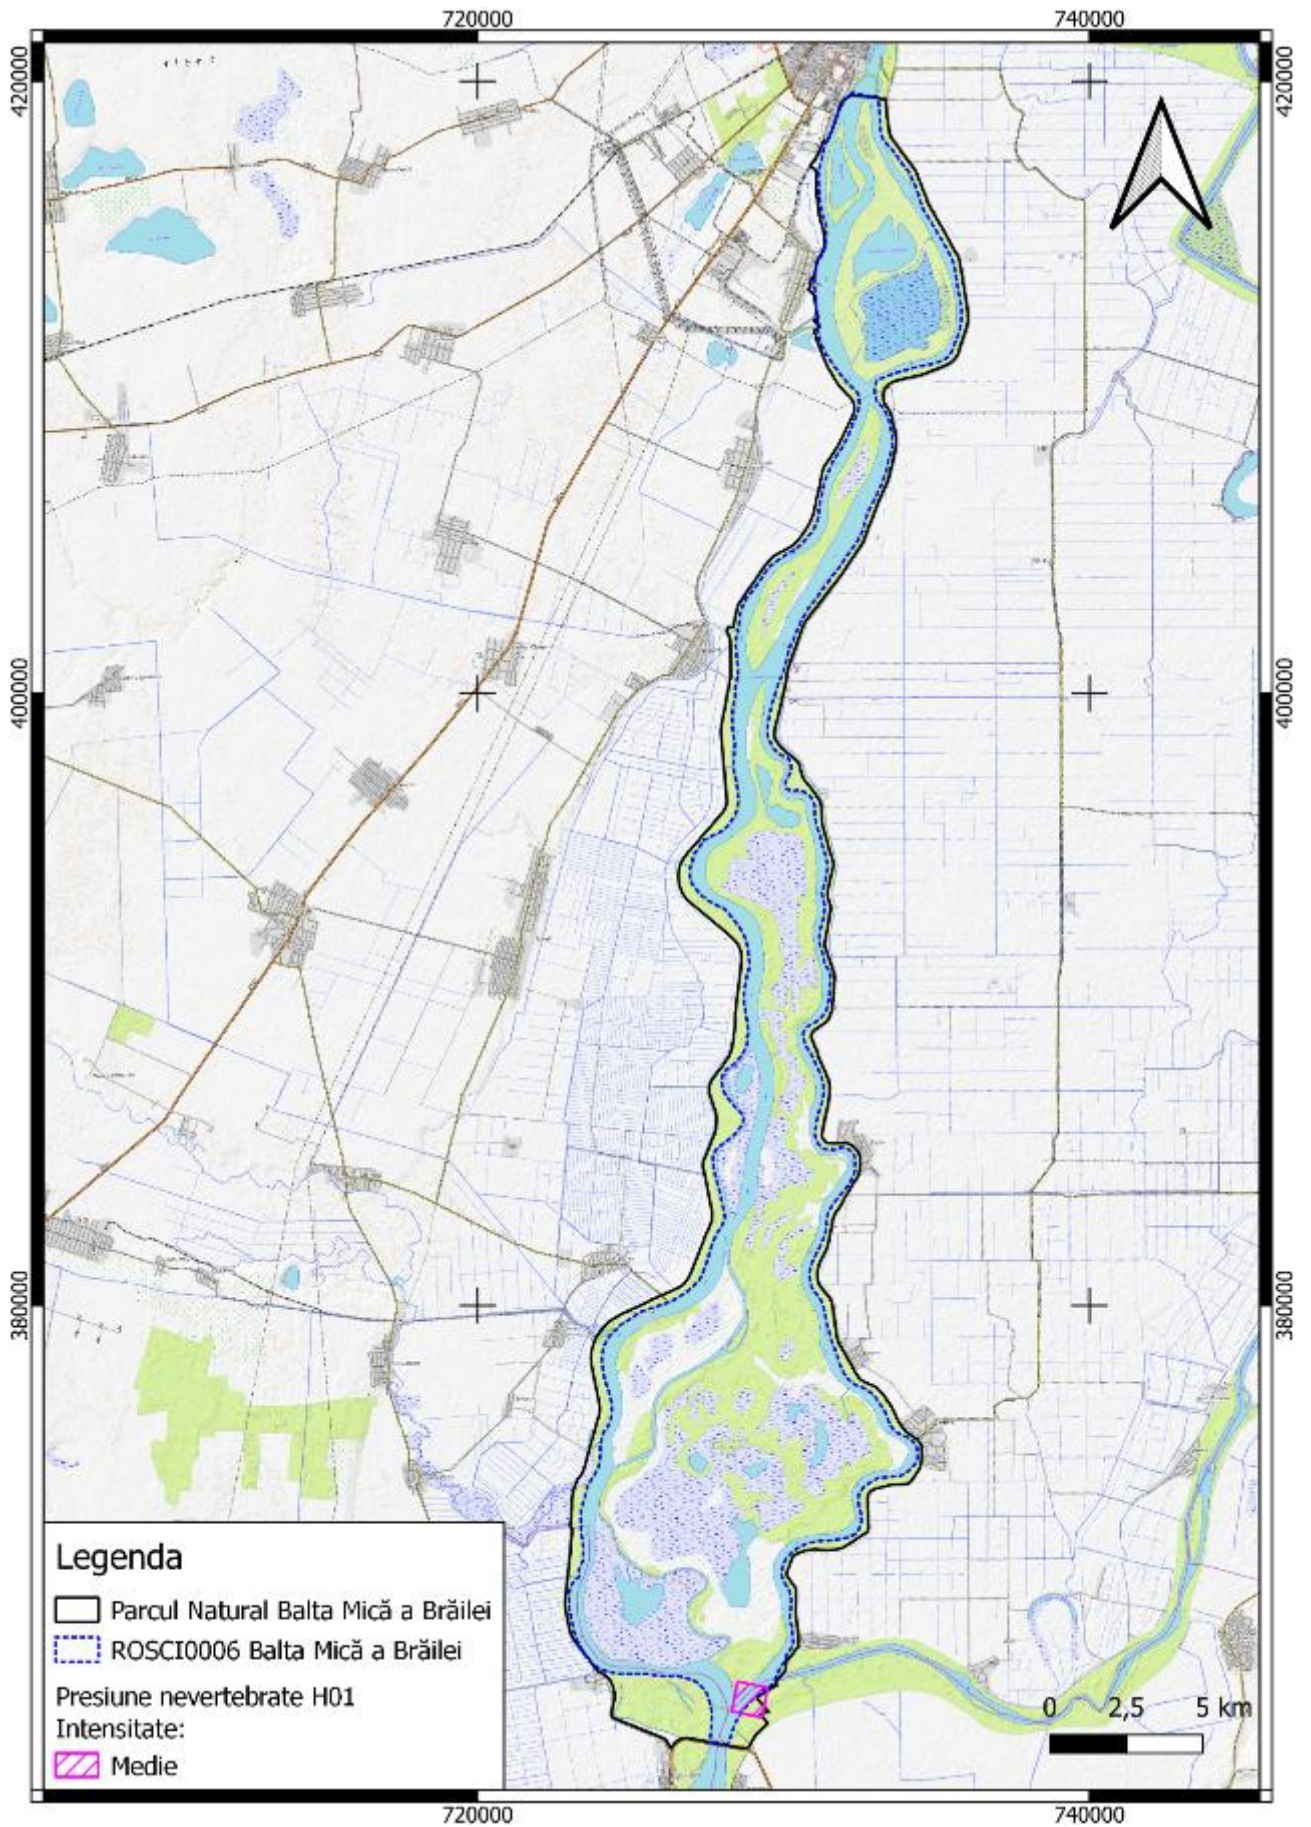 720000 740000
420000 420000
400000 400000
380000 380000
Legenda
Parcul Natural Balta Mică a Brăilei
ROSCI0006 Balta Mică a Brăilei
Presiune nevertebrate H01
Intensitate:
Medie
0 2,5 5 km
720000 740000